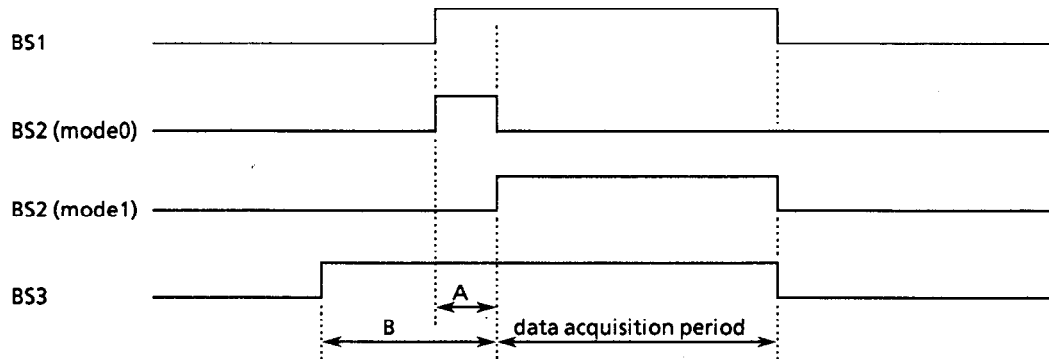 BS1
BS2 (mode0)
BS2 (mode1)
BS3
A
B
data acquisition period